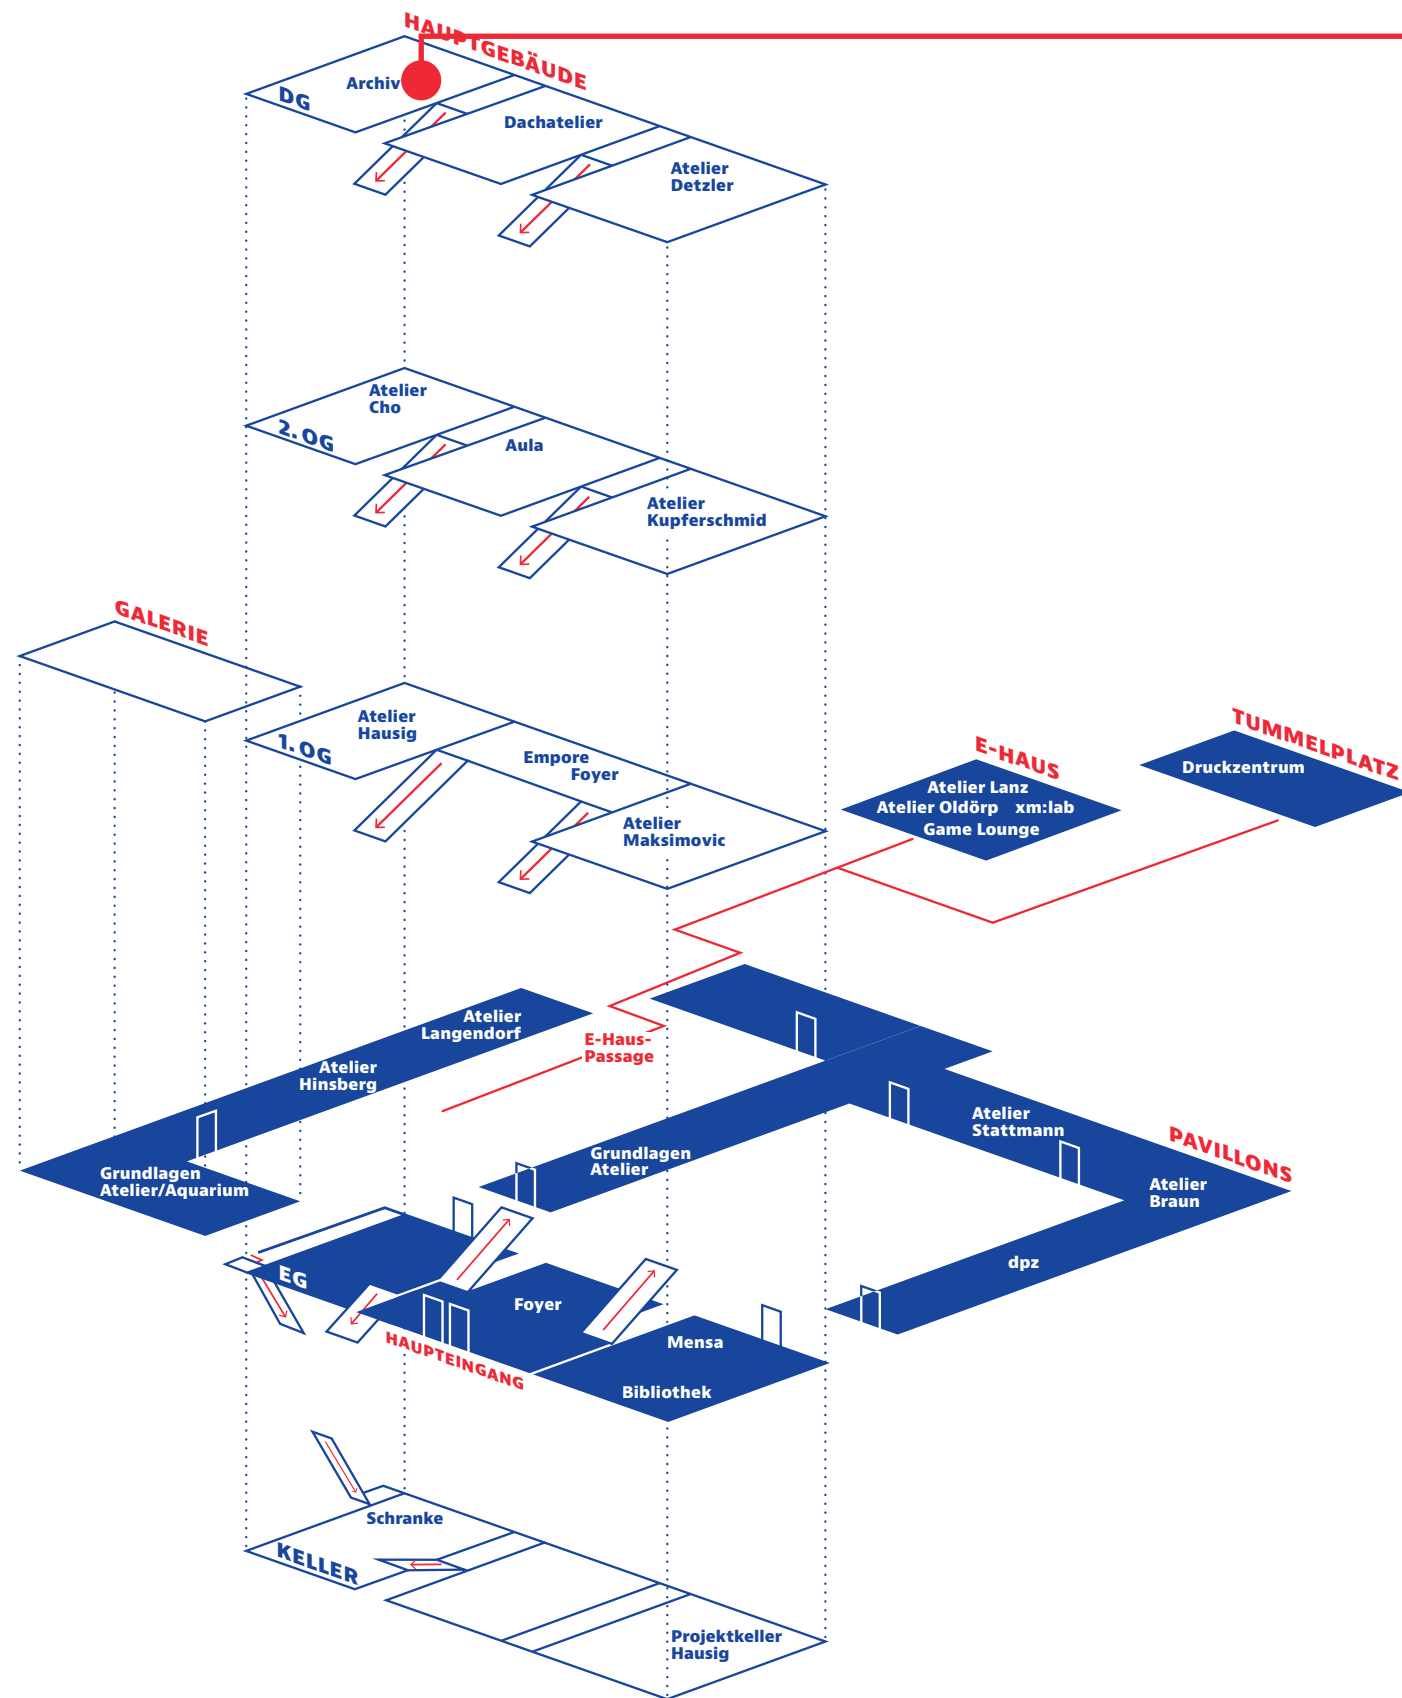 HAUPTGEBÄUDE
Archiv
DG
Dachatelier
Atelier
Detzler
Atelier
Cho
2. OG
Aula
Atelier
Kupferschmid
GALERIE
Atelier
Hausig
1. OG
Empore
Foyer
Atelier
Maksimovic
E-HAUS
Atelier Lanz
Atelier Oldörp xm:lab
Game Lounge
TUMMELPLATZ
Druckzentrum
Atelier
Langendorf
Atelier
Hinsberg
Grundlagen
Atelier/Aquarium
E-Haus-
Passage
Grundlagen
Atelier
Atelier
Stattmann
PAVILLONS
Atelier
Braun
dpz
EG
Foyer
HAUPTEINGANG
Mensa
Bibliothek
Schranke
KELLER
Projektkeller
Hausig